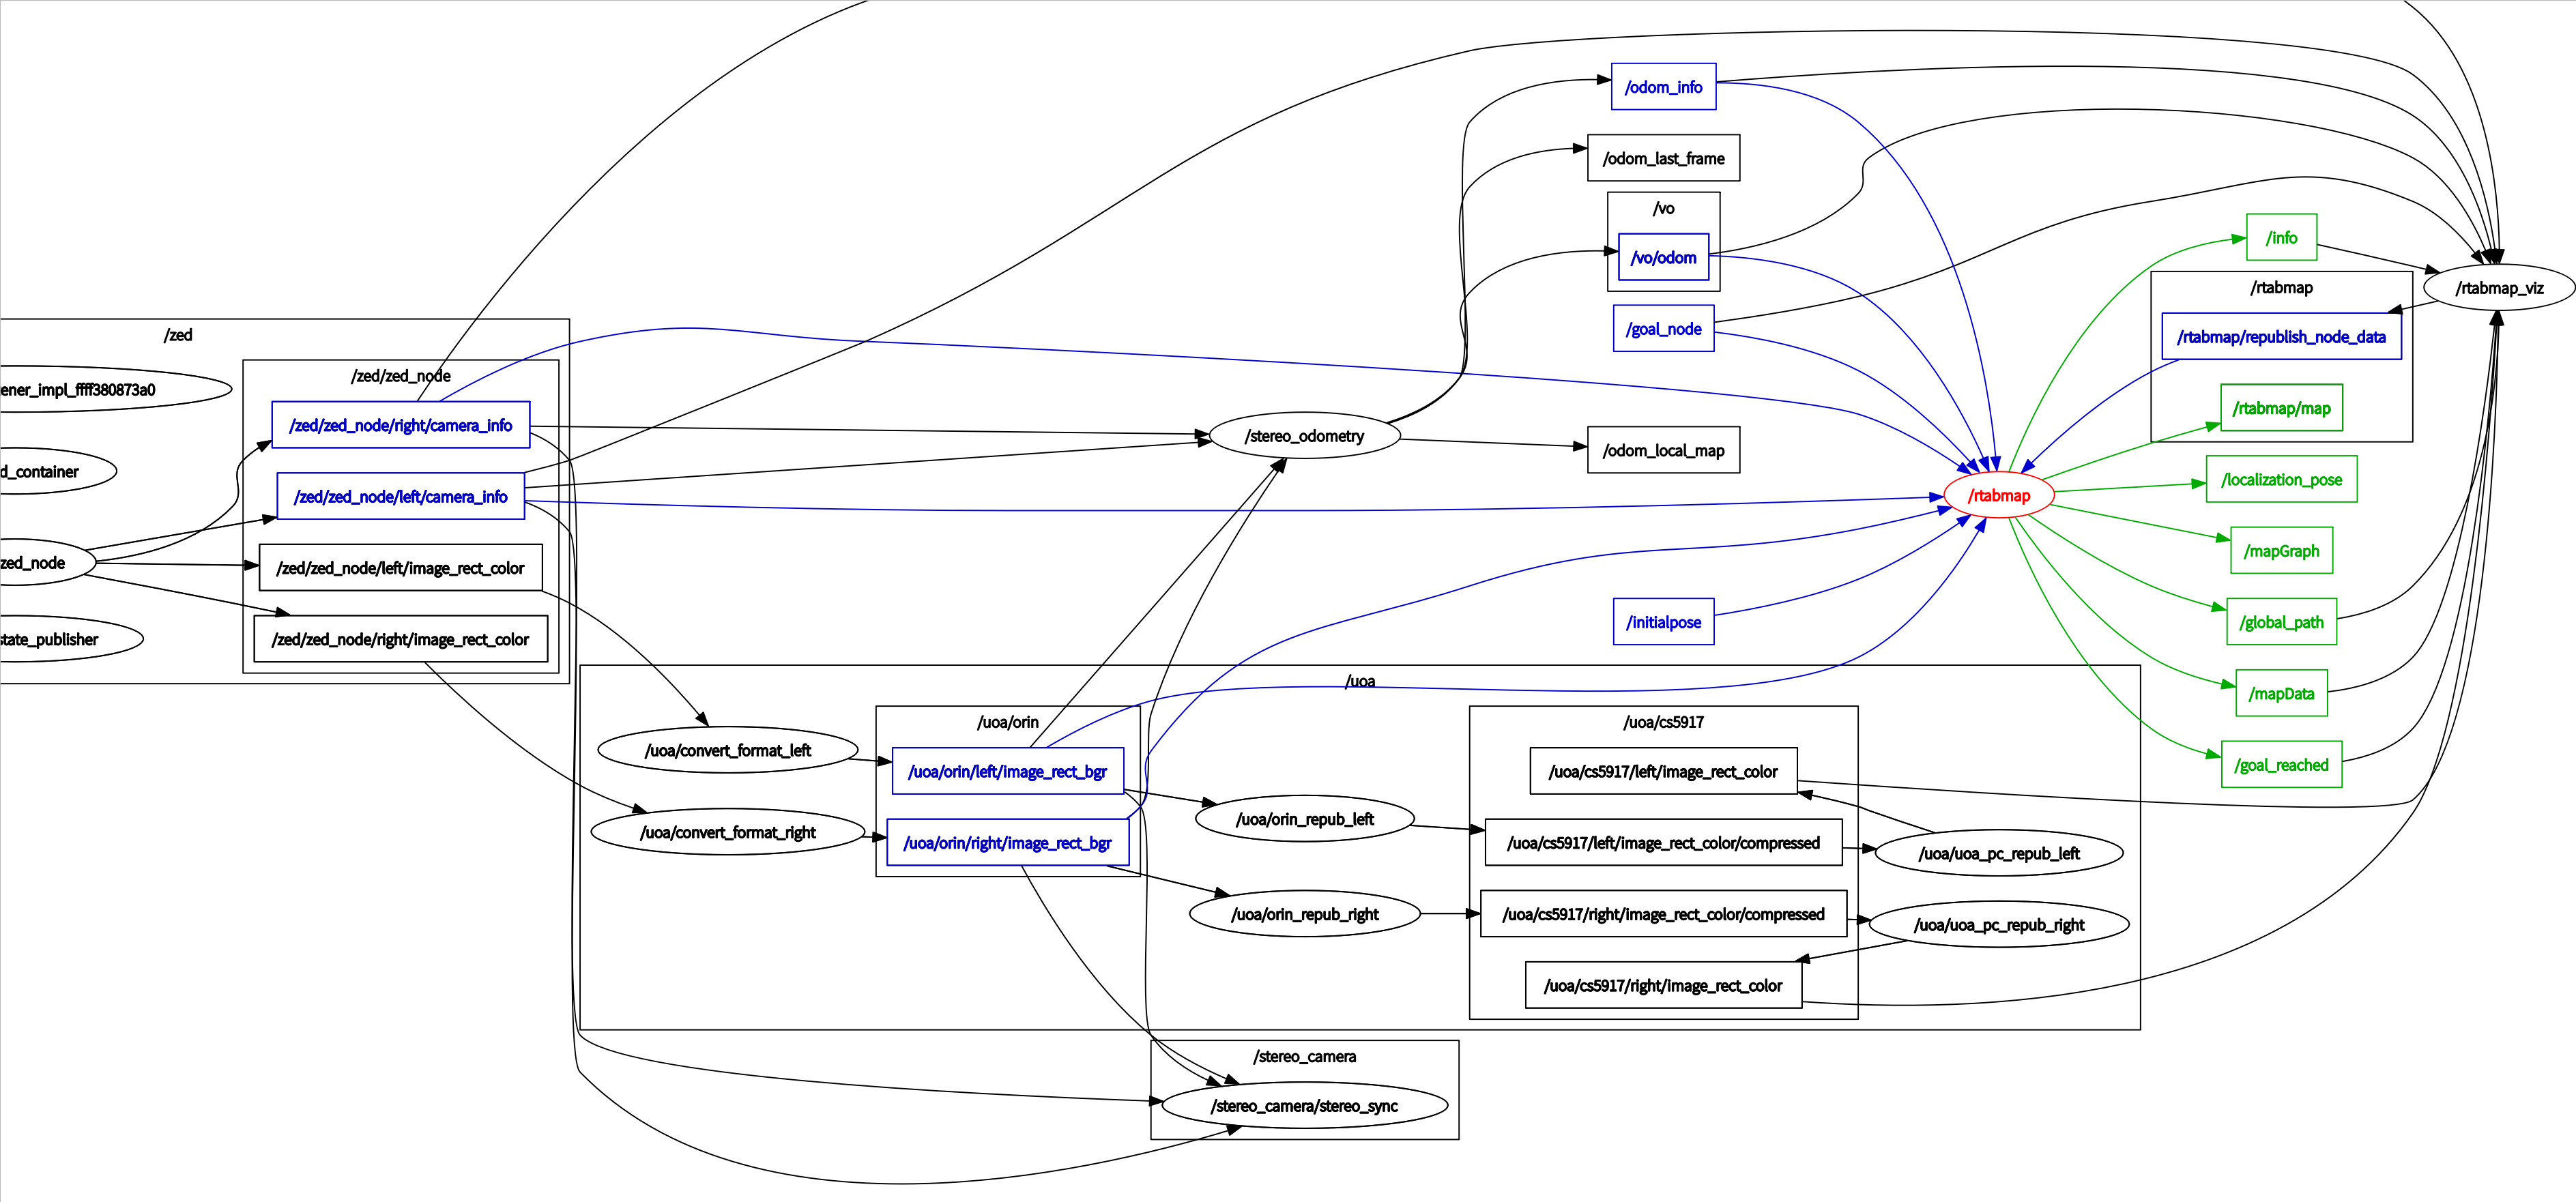 /zed
ener_impl_ffff380873a0
d_container
zed_node
state_publisher
/zed/zed_node
/zed/zed_node/right/camera_info
/zed/zed_node/left/camera_info
/zed/zed_node/left/image_rect_color
/zed/zed_node/right/image_rect_color
/stereo_odometry
/odom_info
/odom_last_frame
/vo
/vo/odom
/goal_node
/odom_local_map
/initialpose
/rtabmap
/info
/rtabmap
/rtabmap/republish_node_data
/rtabmap/map
/localization_pose
/mapGraph
/global_path
/mapData
/goal_reached
/rtabmap_viz
/uoa
/uoa/convert_format_left
/uoa/convert_format_right
/uoa/orin
/uoa/orin/left/image_rect_bgr
/uoa/orin/right/image_rect_bgr
/uoa/orin_repub_left
/uoa/orin_repub_right
/uoa/cs5917
/uoa/cs5917/left/image_rect_color
/uoa/cs5917/left/image_rect_color/compressed
/uoa/cs5917/right/image_rect_color/compressed
/uoa/cs5917/right/image_rect_color
/uoa/uoa_pc_repub_left
/uoa/uoa_pc_repub_right
/stereo_camera
/stereo_camera/stereo_sync